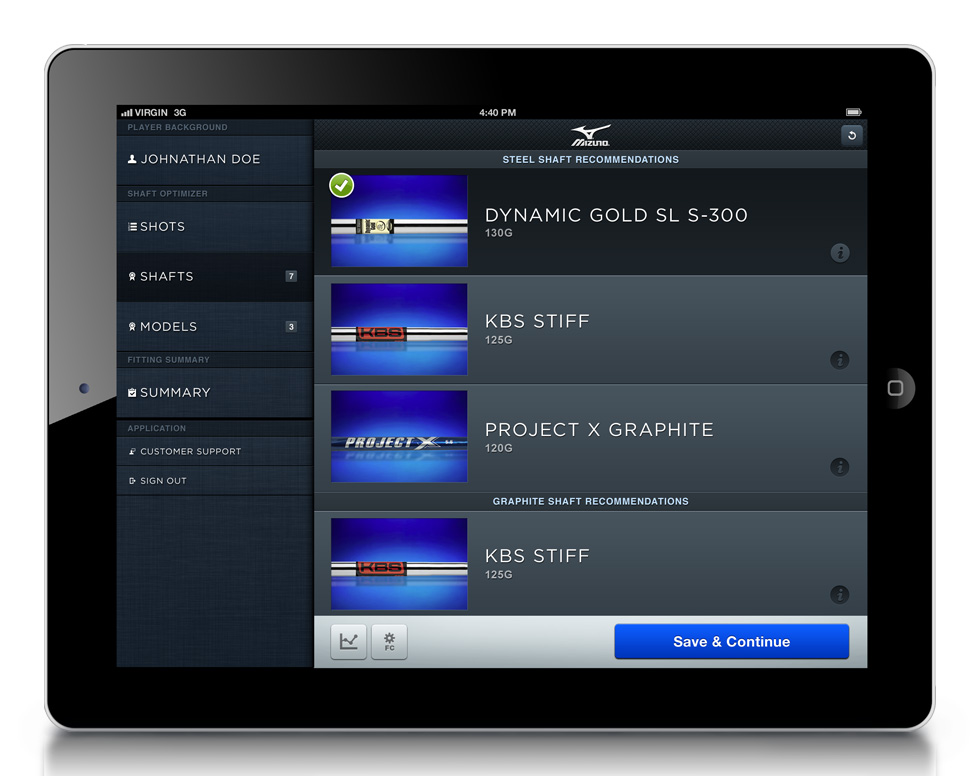 VIRGIN 3G
4:40 PM
PLAYER BACKGROUND
JOHNATHAN DOE
SHAFT OPTIMIZER
SHOTS
SHAFTS 7
MODELS 3
FITTING SUMMARY
SUMMARY
APPLICATION
CUSTOMER SUPPORT
SIGN OUT
MIZUNO
STEEL SHAFT RECOMMENDATIONS
DYNAMIC GOLD SL S-300
130G
KBS
KBS STIFF
125G
PROJECT X
PROJECT X GRAPHITE
120G
GRAPHITE SHAFT RECOMMENDATIONS
KBS
KBS STIFF
125G
FC
Save & Continue